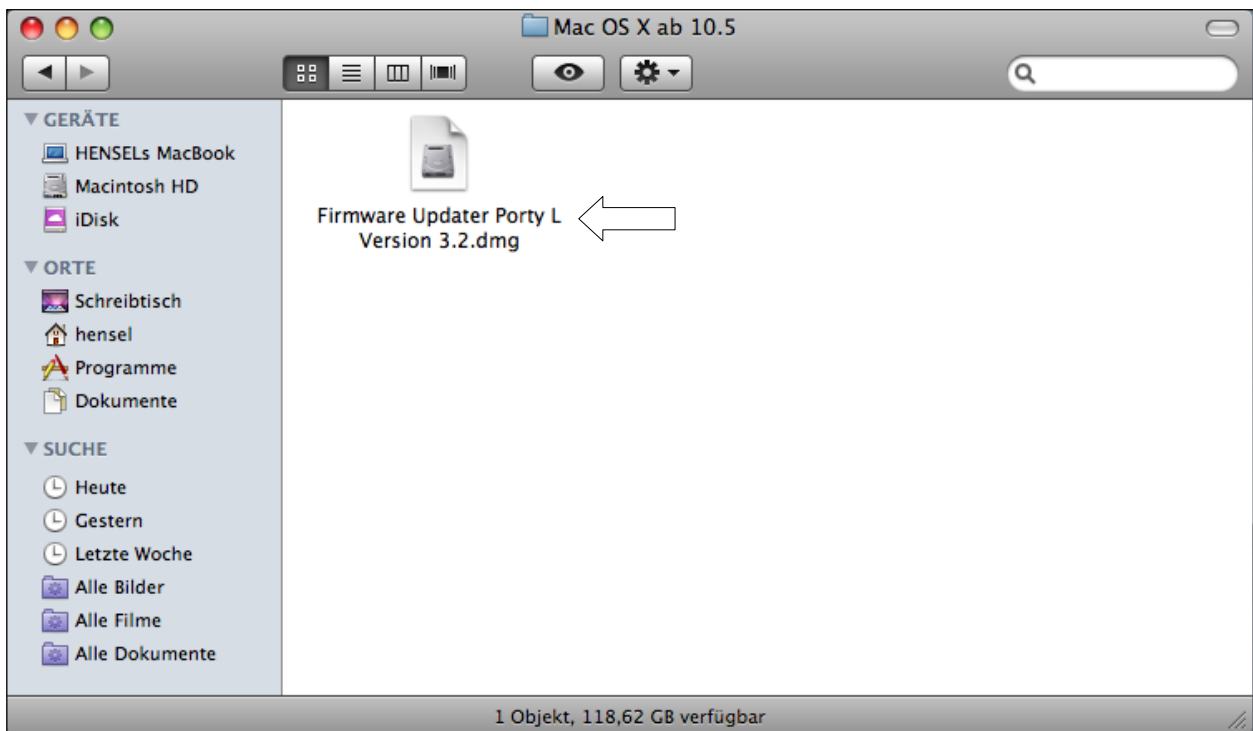 Mac OS X ab 10.5
GERÄTE
HENSELs MacBook
Macintosh HD
iDisk
ORTE
Schreibtisch
hensel
Programme
Dokumente
SUCHE
Heute
Gestern
Letzte Woche
Alle Bilder
Alle Filme
Alle Dokumente
Firmware Updater Porty L
Version 3.2.dmg
1 Objekt, 118,62 GB verfügbar